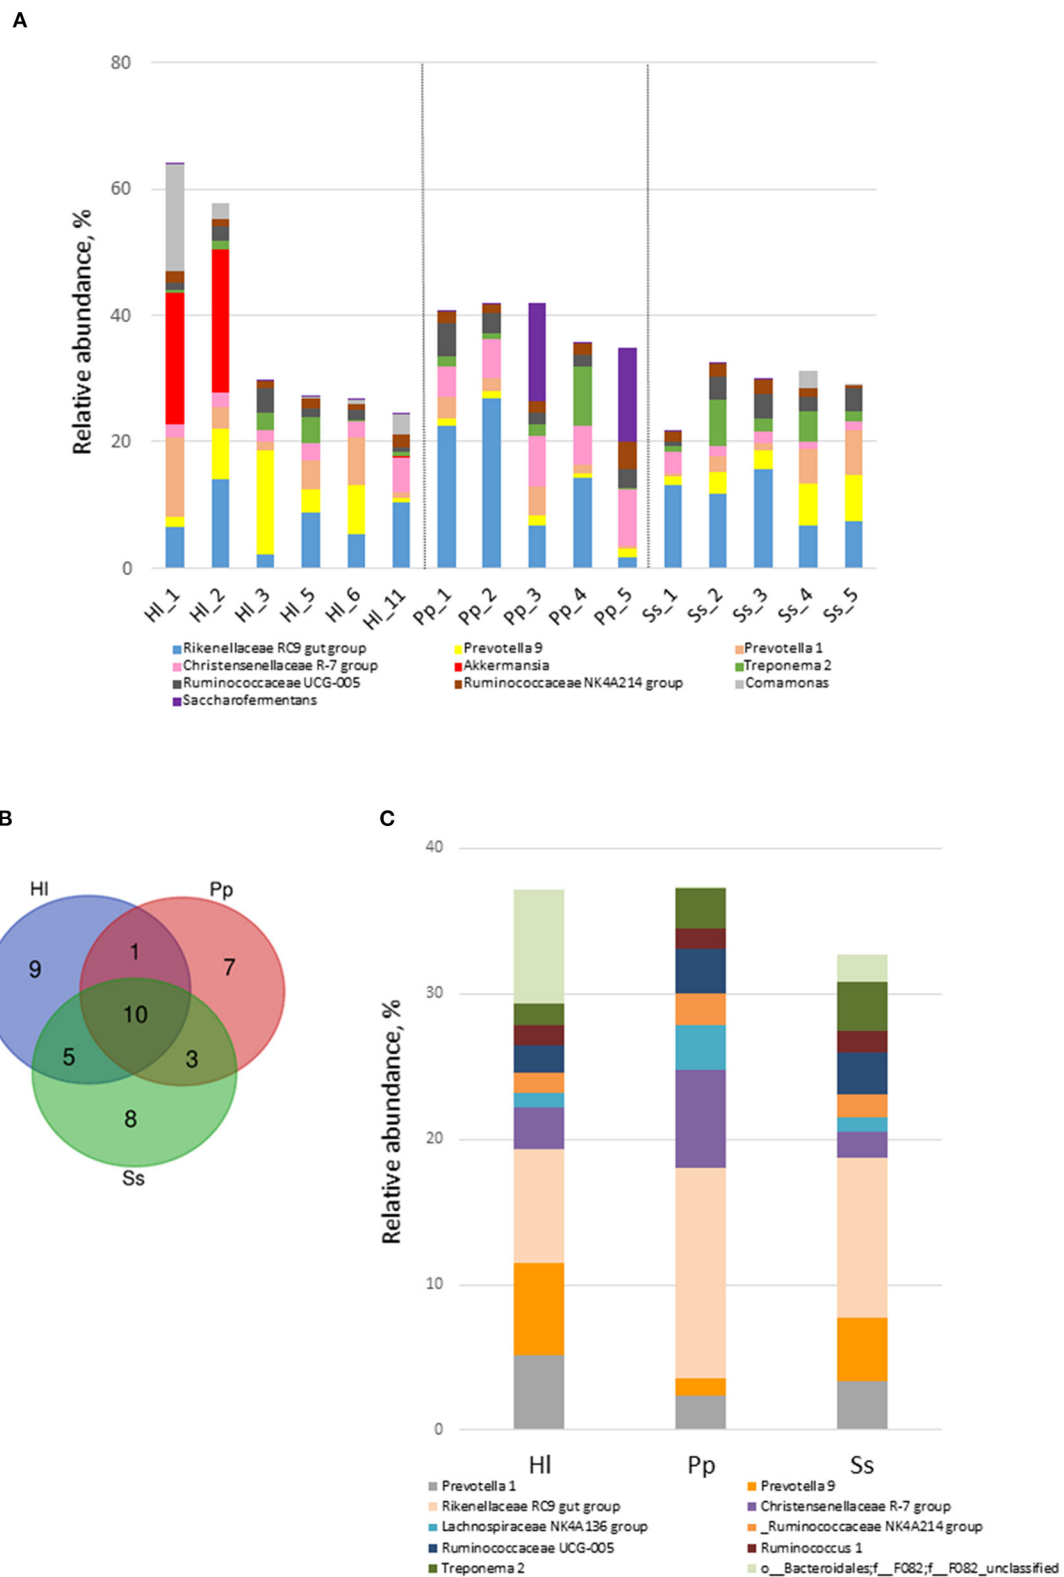 A
80
60
40
20
0
Relative abundance, %
Hl_1 Hl_2 Hl_3 Hl_5 Hl_6 Hl_11 Pp_1 Pp_2 Pp_3 Pp_4 Pp_5 Ss_1 Ss_2 Ss_3 Ss_4 Ss_5
Rikenellaceae RC9 gut group Prevotella 9 Prevotella 1
Christensenellaceae R-7 group Akkermansia Treponema 2
Ruminococcaceae UCG-005 Ruminococcaceae NK4A214 group Comamonas
Saccharofermentans
B
Hl Pp
9 1 7
10
5 3
8
Ss
C
40
30
20
10
0
Relative abundance, %
Hl Pp Ss
Prevotella 1 Prevotella 9
Rikenellaceae RC9 gut group Christensenellaceae R-7 group
Lachnospiraceae NK4A136 group _Ruminococcaceae NK4A214 group
Ruminococcaceae UCG-005 Ruminococcus 1
Treponema 2 o__Bacteroidales;f__F082;f__F082_unclassified